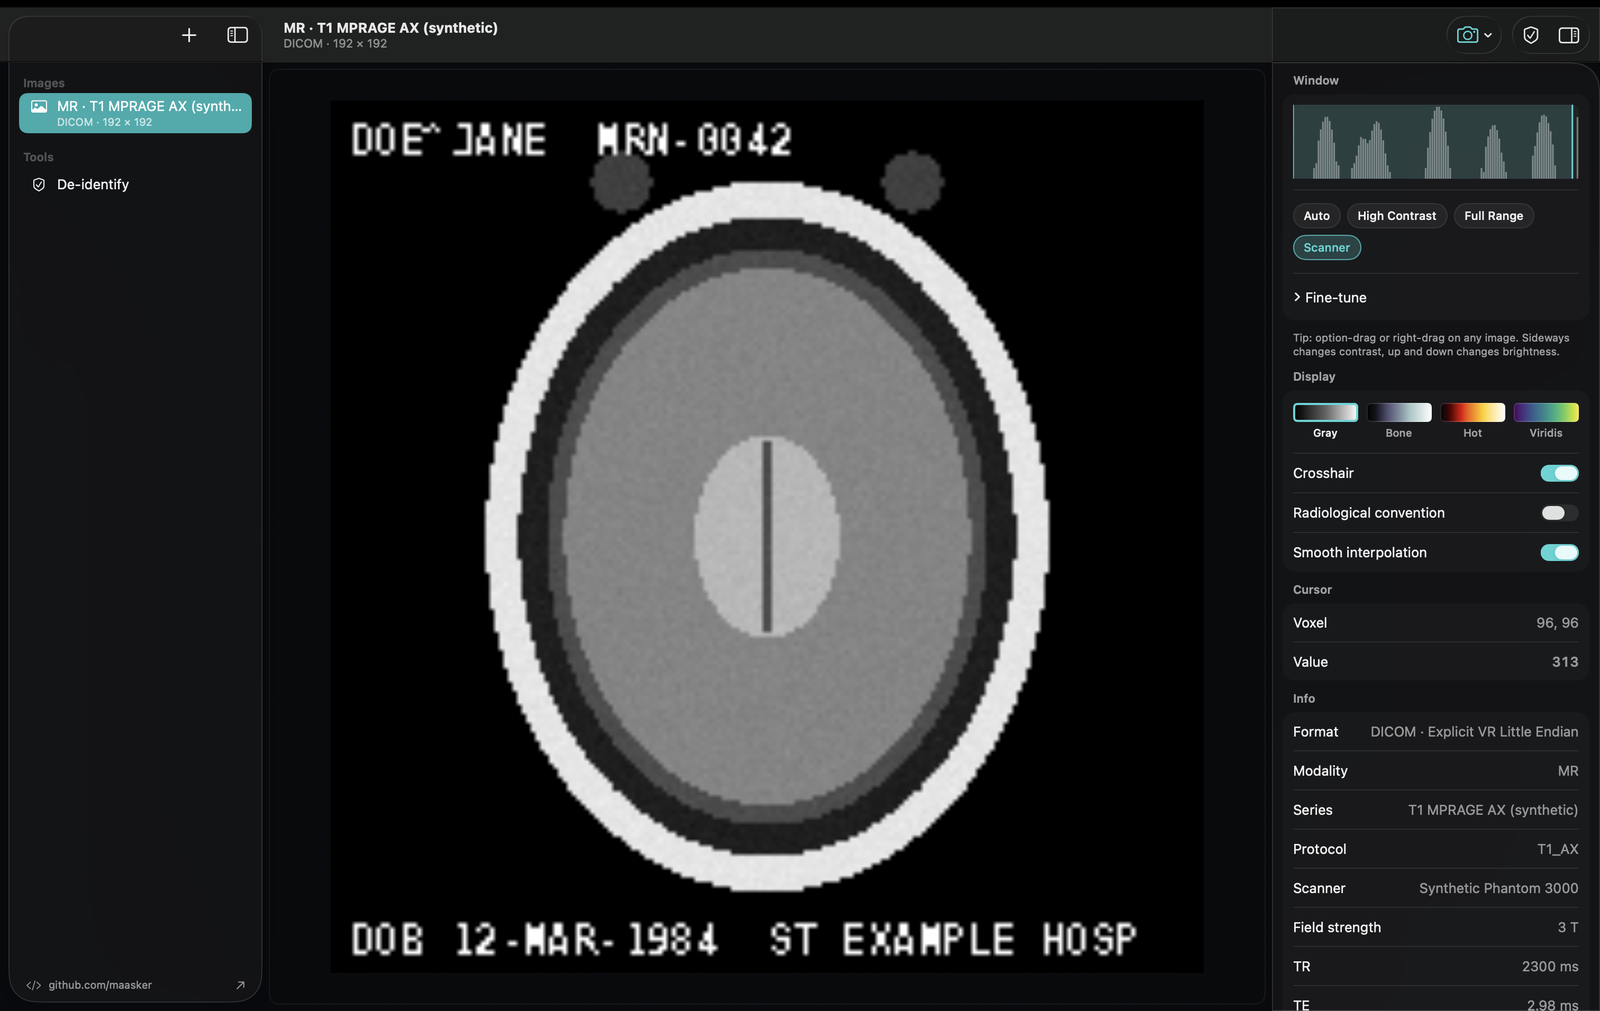 MR · T1 MPRAGE AX (synthetic)
DICOM · 192 × 192
Images
MR · T1 MPRAGE AX (synth...
DICOM · 192 × 192
Tools
De-identify
github.com/maasker
DOE^JANE MRN-0042
DOB 12-MAR-1984 ST EXAMPLE HOSP
Window
Auto
High Contrast
Full Range
Scanner
Fine-tune
Tip: option-drag or right-drag on any image. Sideways
changes contrast, up and down changes brightness.
Display
Gray
Bone
Hot
Viridis
Crosshair
Radiological convention
Smooth interpolation
Cursor
Voxel 96, 96
Value 313
Info
Format DICOM · Explicit VR Little Endian
Modality MR
Series T1 MPRAGE AX (synthetic)
Protocol T1_AX
Scanner Synthetic Phantom 3000
Field strength 3 T
TR 2300 ms
TE 2.98 ms